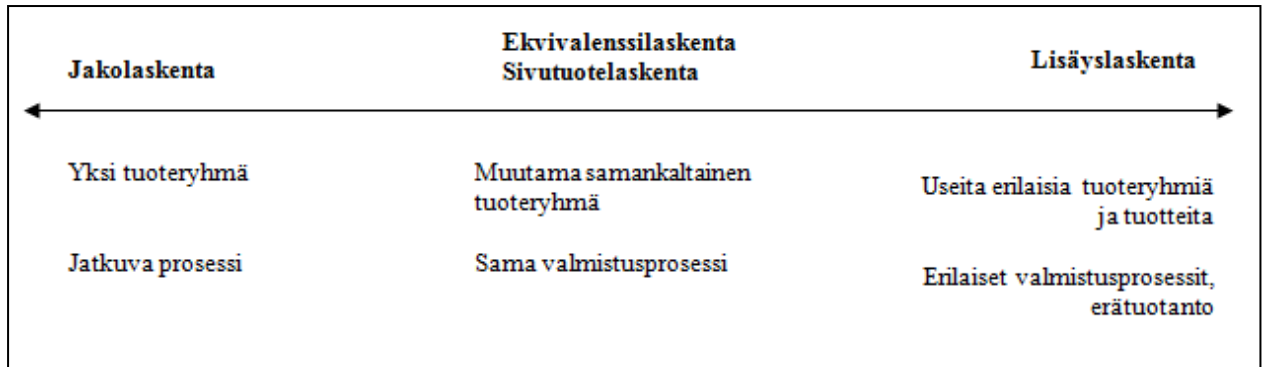 Jakolaskenta
Ekvivalenssilaskenta
Sivutuotelaskenta
Lisäyslaskenta
Yksi tuoteryhmä
Muutama samankaltainen
tuoteryhmä
Useita erilaisia tuoteryhmiä
ja tuotteita
Jatkuva prosessi
Sama valmistusprosessi
Erilaiset valmistusprosessit,
erätuotanto